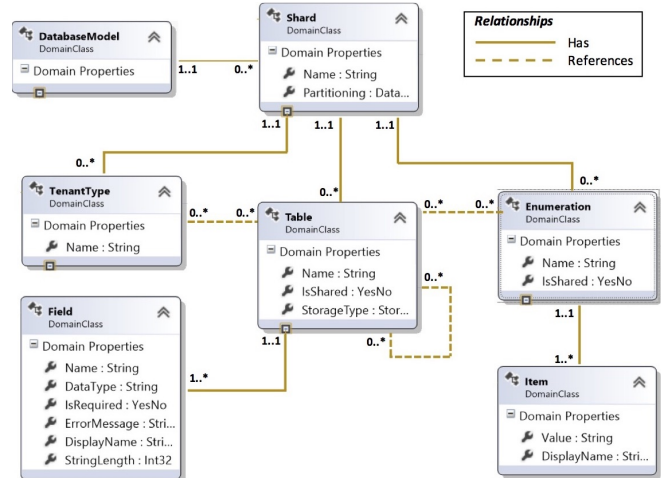 DatabaseModel
DomainClass
Domain Properties
1..1
0..*
Shard
DomainClass
Domain Properties
Name : String
Partitioning : Data...
Relationships
Has
References
1..1
1..1
1..1
0..*
0..*
0..*
TenantType
DomainClass
Domain Properties
Name : String
0..*
0..*
Table
DomainClass
Domain Properties
Name : String
IsShared : YesNo
StorageType : Stor...
0..*
0..*
0..*
0..*
Enumeration
DomainClass
Domain Properties
Name : String
IsShared : YesNo
Field
DomainClass
Domain Properties
Name : String
DataType : String
IsRequired : YesNo
ErrorMessage : Stri...
DisplayName : Stri...
StringLength : Int32
1..1
1..*
1..1
1..*
Item
DomainClass
Domain Properties
Value : String
DisplayName : Stri...